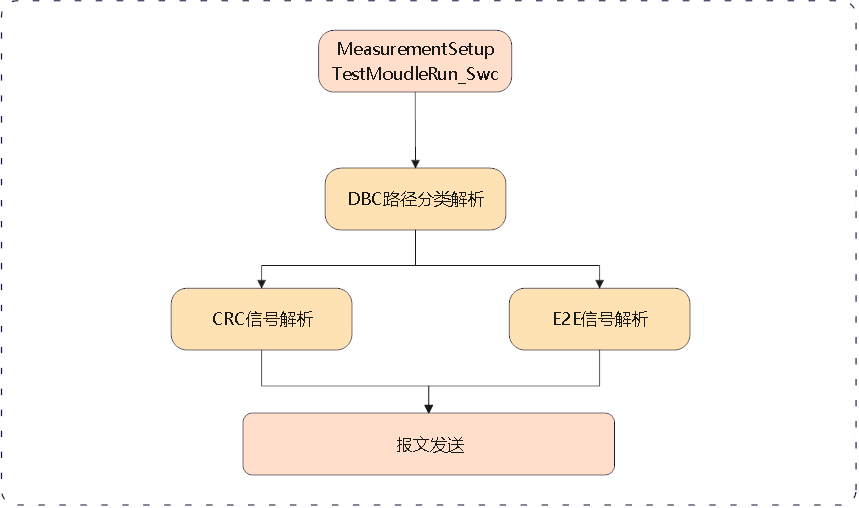 MeasurementSetup
TestMoudleRun_Swc
DBC路径分类解析
CRC信号解析
E2E信号解析
报文发送